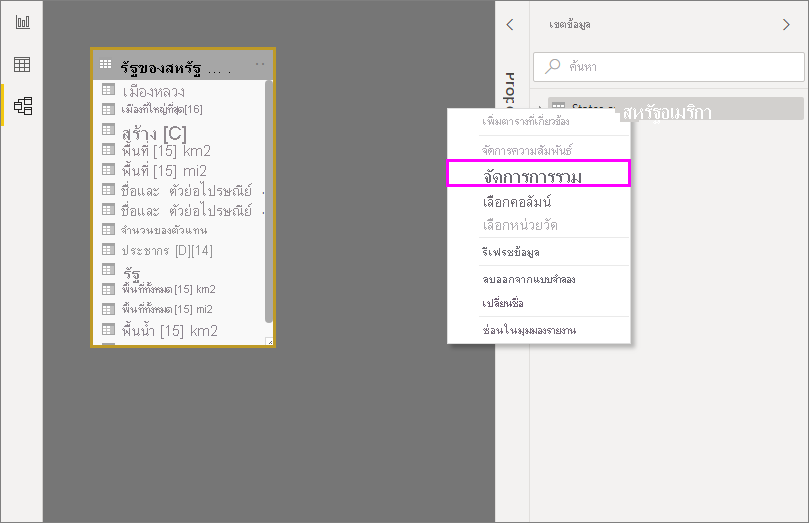 รัฐของสหรัฐ ... .
เมืองหลวง
เมืองที่ใหญ่ที่สุด[16]
สร้าง [C]
พื้นที่ [15] km2
พื้นที่ [15] mi2
ชื่อและ ตัวย่อไปรษณีย์ .
ชื่อและ ตัวย่อไปรษณีย์ .
จำนวนของตัวแทน
ประชากร [D][14]
รัฐ
พื้นที่ทั้งหมด [15] km2
พื้นที่ทั้งหมด [15] mi2
พื้นน้ำ [15] km2
เขตข้อมูล
ค้นหา
สหรัฐอเมริกา
เพิ่มตารางที่เกี่ยวข้อง
จัดการความสัมพันธ์
จัดการการรวม
เลือกคอลัมน์
เลือกหน่วยวัด
รีเฟรชข้อมูล
ลบออกจากแบบจำลอง
เปลี่ยนชื่อ
ซ่อนในมุมมองรายงาน